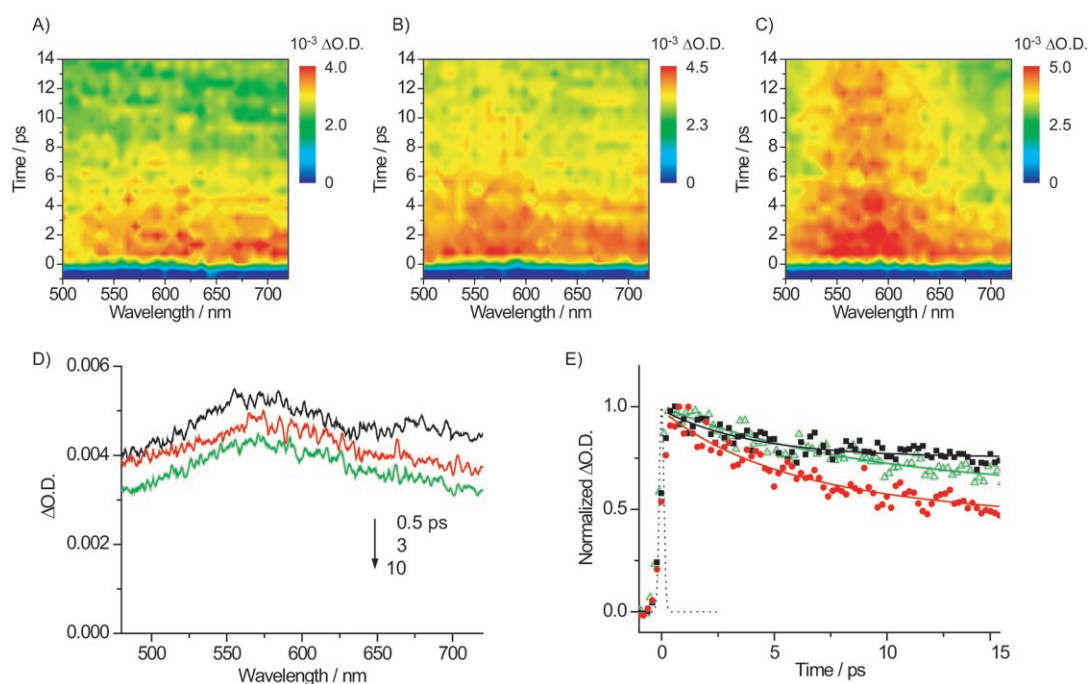 A)
10⁻³ ΔO.D.
14
12
10
8
6
4
2
0
Time / ps
500 550 600 650 700
Wavelength / nm
4.0
2.0
0
B)
10⁻³ ΔO.D.
14
12
10
8
6
4
2
0
Time / ps
500 550 600 650 700
Wavelength / nm
4.5
2.3
0
C)
10⁻³ ΔO.D.
14
12
10
8
6
4
2
0
Time / ps
500 550 600 650 700
Wavelength / nm
5.0
2.5
0
D)
0.006
0.004
0.002
0.000
ΔO.D.
0.5 ps
3
10
500 550 600 650 700
Wavelength / nm
E)
1.0
0.5
0.0
Normalized ΔO.D.
0 5 10 15
Time / ps